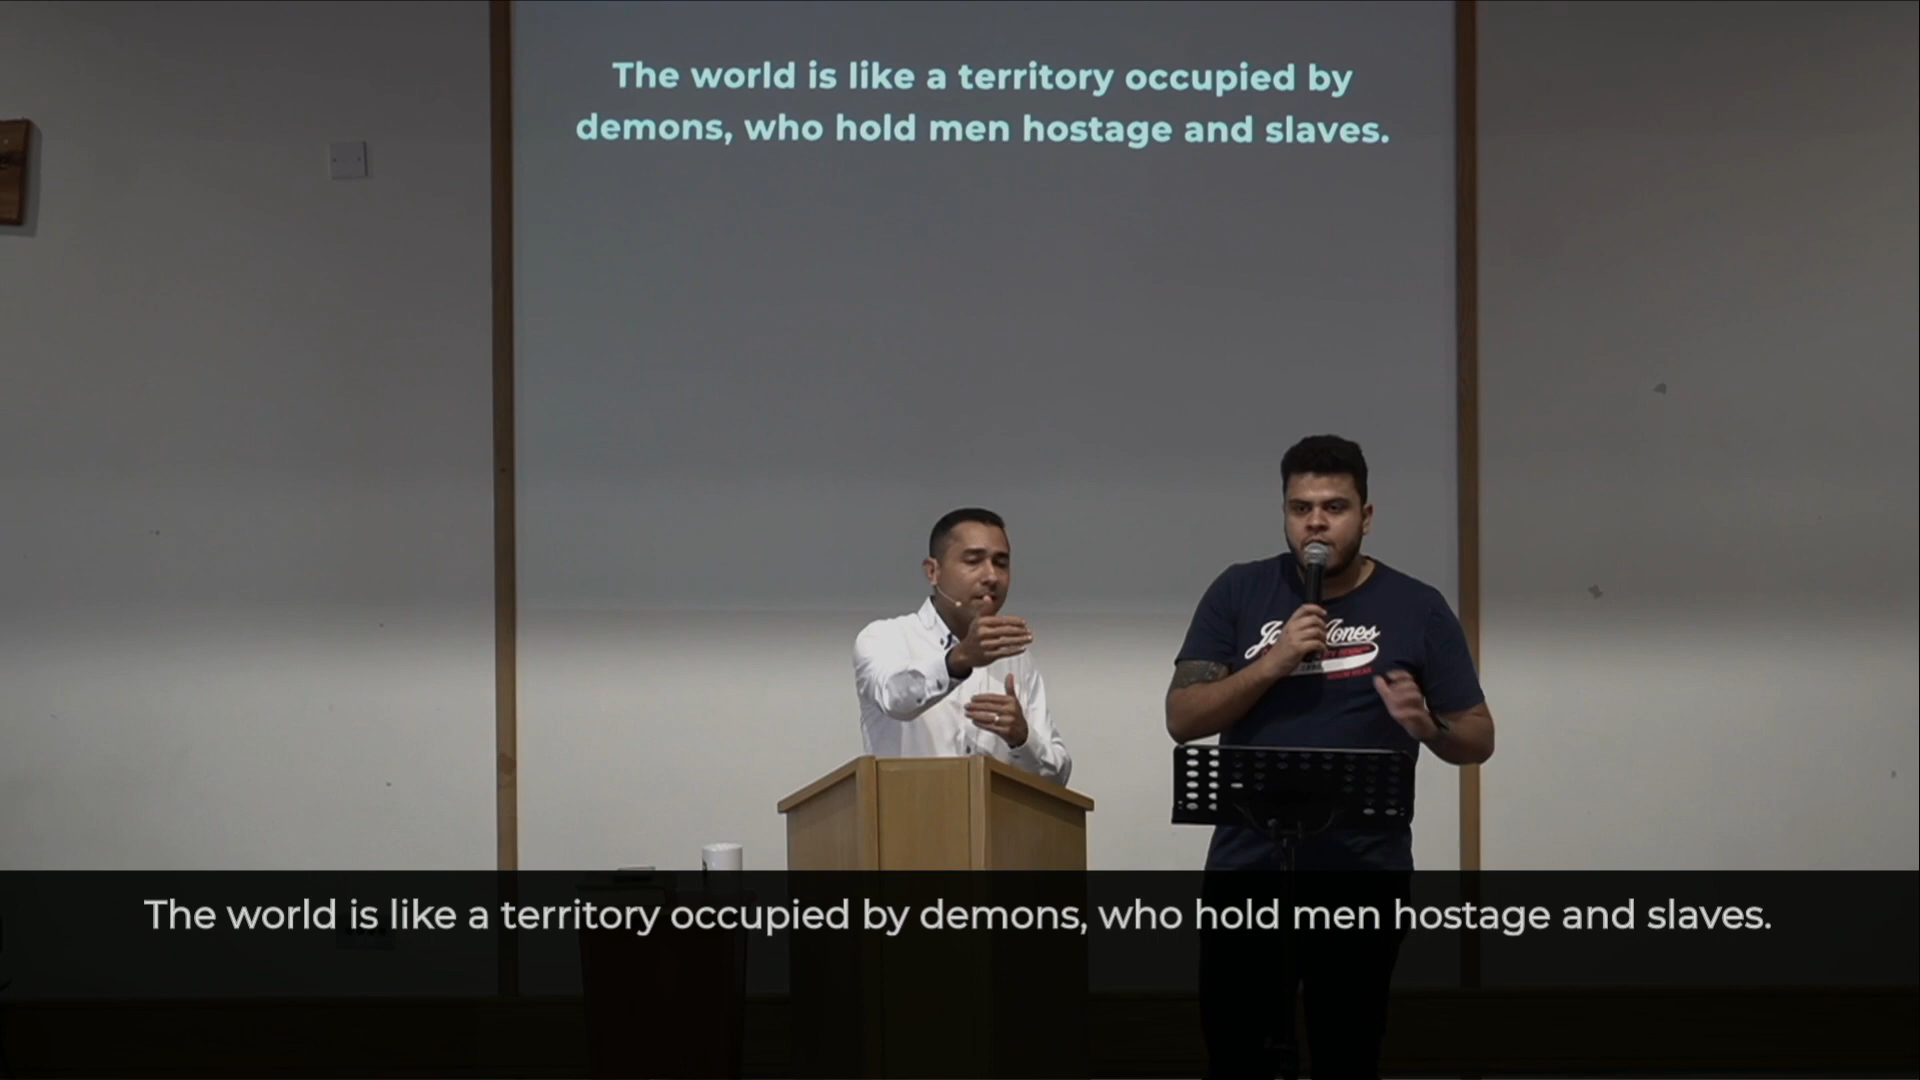 The world is like a territory occupied by
demons, who hold men hostage and slaves.
Jones
The world is like a territory occupied by demons, who hold men hostage and slaves.